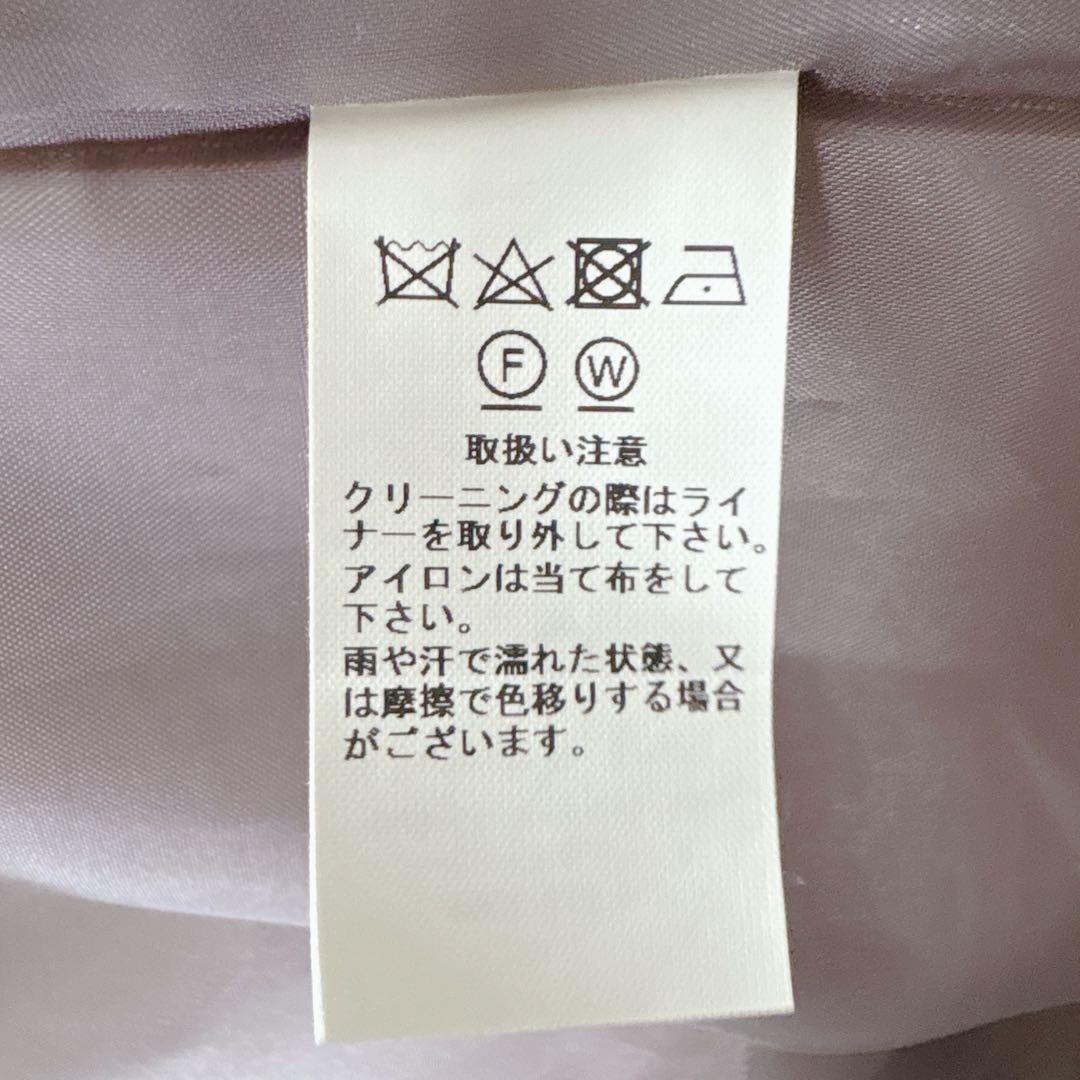 F W
取扱い注意
クリーニングの際はライ
ナーを取り外して下さい。
アイロンは当て布をして
下さい。
雨や汗で濡れた状態、又
は摩擦で色移りする場合
がございます。